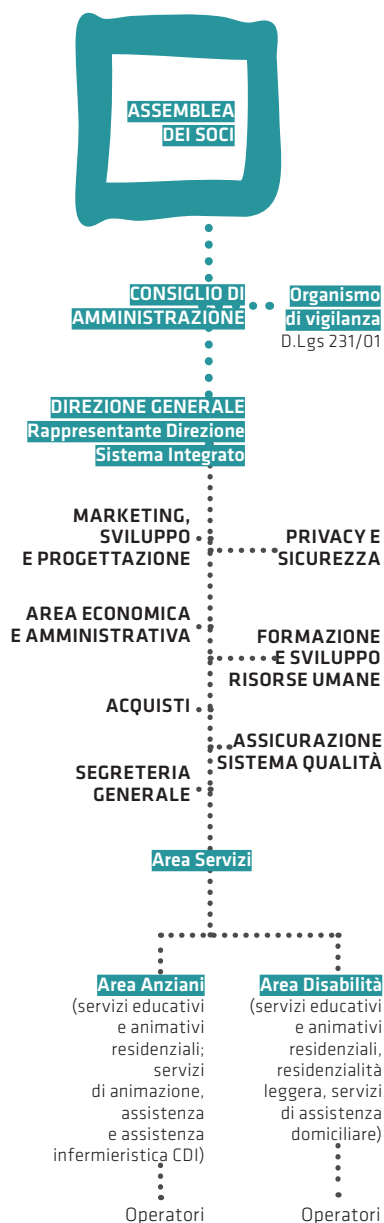 ASSEMBLEA
DEI SOCI
CONSIGLIO DI
AMMINISTRAZIONE
Organismo
di vigilanza
D.Lgs 231/01
DIREZIONE GENERALE
Rappresentante Direzione
Sistema Integrato
MARKETING,
SVILUPPO
E PROGETTAZIONE
PRIVACY E
SICUREZZA
AREA ECONOMICA
E AMMINISTRATIVA
FORMAZIONE
E SVILUPPO
RISORSE UMANE
ACQUISTI
ASSICURAZIONE
SISTEMA QUALITÀ
SEGRETERIA
GENERALE
Area Servizi
Area Anziani
(servizi educativi
e animativi
residenziali;
servizi
di animazione,
assistenza
e assistenza
infermieristica CDI)
Operatori
Area Disabilità
(servizi educativi
e animativi
residenziali,
residenzialità
leggera, servizi
di assistenza
domiciliare)
Operatori